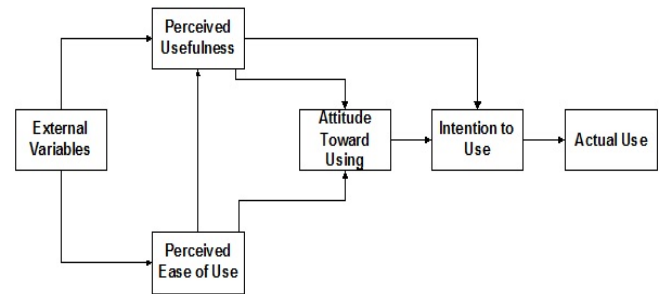 Perceived
Usefulness
External
Variables
Attitude
Toward
Using
Intention to
Use
Actual Use
Perceived
Ease of Use